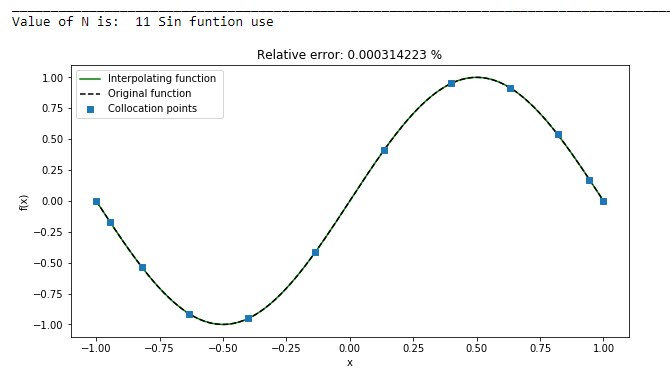 Value of N is:  11 Sin funtion use
Relative error: 0.000314223 %
Interpolating function
Original function
Collocation points
1.00
0.75
0.50
0.25
0.00
−0.25
−0.50
−0.75
−1.00
f(x)
−1.00 −0.75 −0.50 −0.25 0.00 0.25 0.50 0.75 1.00
x